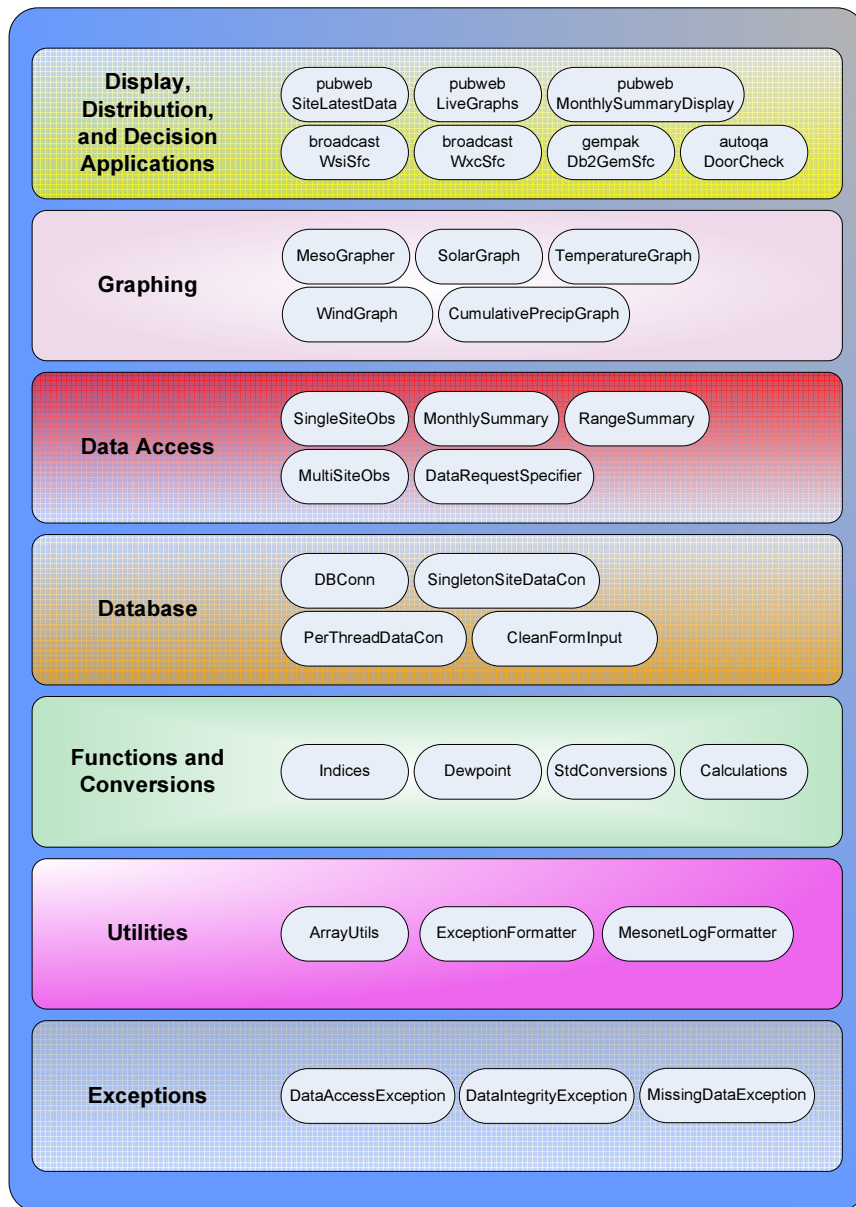 Display,
Distribution,
and Decision
Applications
pubweb
SiteLatestData
pubweb
LiveGraphs
pubweb
MonthlySummaryDisplay
broadcast
WsiSfc
broadcast
WxcSfc
gempak
Db2GemSfc
autoqa
DoorCheck
Graphing
MesoGrapher
SolarGraph
TemperatureGraph
WindGraph
CumulativePrecipGraph
Data Access
SingleSiteObs
MonthlySummary
RangeSummary
MultiSiteObs
DataRequestSpecifier
Database
DBConn
SingletonSiteDataCon
PerThreadDataCon
CleanFormInput
Functions and
Conversions
Indices
Dewpoint
StdConversions
Calculations
Utilities
ArrayUtils
ExceptionFormatter
MesonetLogFormatter
Exceptions
DataAccessException
DataIntegrityException
MissingDataException